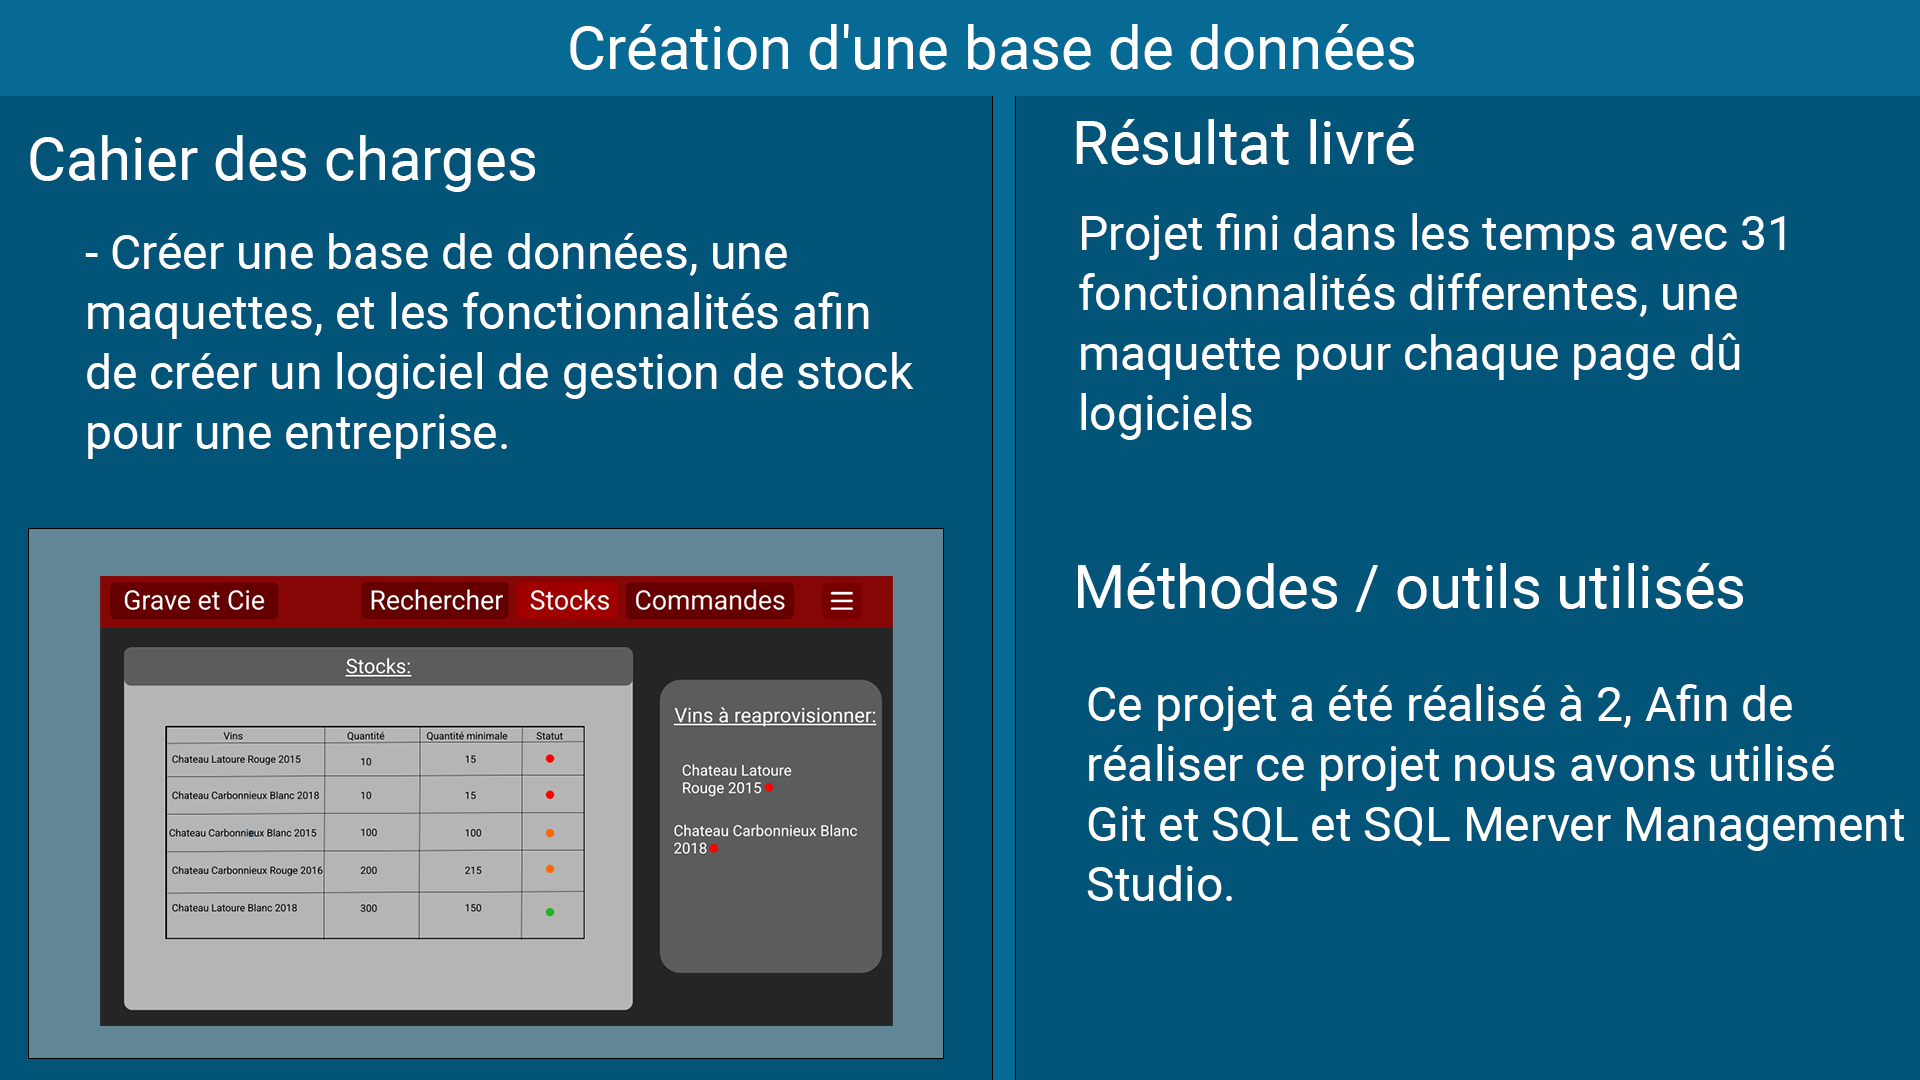 Création d'une base de données
Cahier des charges
- Créer une base de données, une
maquettes, et les fonctionnalités afin
de créer un logiciel de gestion de stock
pour une entreprise.
Grave et Cie
Rechercher
Stocks
Commandes
Stocks:
Vins Quantité Quantité minimale Statut
Chateau Latoure Rouge 2015 10 15
Chateau Carbonnieux Blanc 2018 10 15
Chateau Carbonnieux Blanc 2015 100 100
Chateau Carbonnieux Rouge 2016 200 215
Chateau Latoure Blanc 2018 300 150
Vins à reaprovisionner:
Chateau Latoure
Rouge 2015
Chateau Carbonnieux Blanc
2018
Résultat livré
Projet fini dans les temps avec 31
fonctionnalités differentes, une
maquette pour chaque page dû
logiciels
Méthodes / outils utilisés
Ce projet a été réalisé à 2, Afin de
réaliser ce projet nous avons utilisé
Git et SQL et SQL Merver Management
Studio.